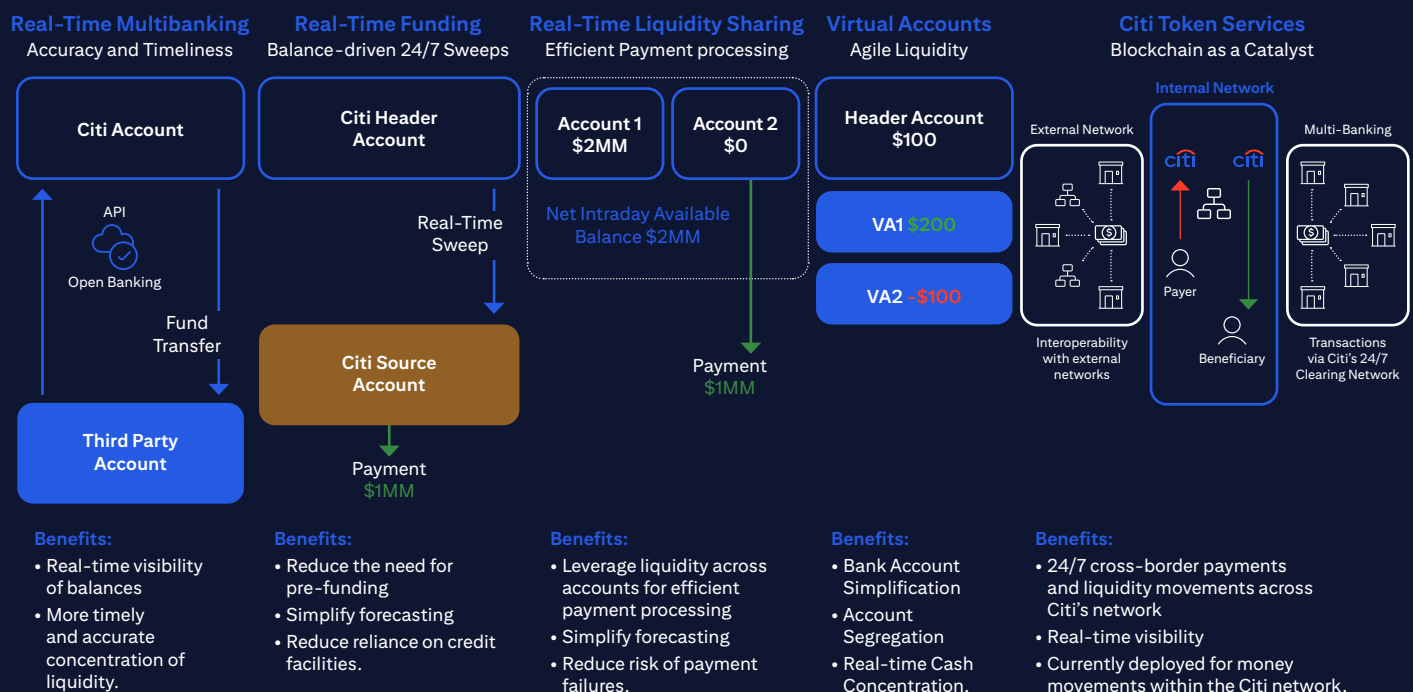 Real-Time Multibanking
Accuracy and Timeliness
Citi Account
API
Open Banking
Fund
Transfer
Third Party
Account
Benefits:
• Real-time visibility
of balances
• More timely
and accurate
concentration of
liquidity.
Real-Time Funding
Balance-driven 24/7 Sweeps
Citi Header
Account
Real-Time
Sweep
Citi Source
Account
Payment
$1MM
Benefits:
• Reduce the need for
pre-funding
• Simplify forecasting
• Reduce reliance on credit
facilities.
Real-Time Liquidity Sharing
Efficient Payment processing
Account 1
$2MM
Account 2
$0
Net Intraday Available
Balance $2MM
Payment
$1MM
Benefits:
• Leverage liquidity across
accounts for efficient
payment processing
• Simplify forecasting
• Reduce risk of payment
failures.
Virtual Accounts
Agile Liquidity
Header Account
$100
VA1 $200
VA2 -$100
Benefits:
• Bank Account
Simplification
• Account
Segregation
• Real-time Cash
Concentration.
Citi Token Services
Blockchain as a Catalyst
External Network
$
Interoperability
with external
networks
Internal Network
citi
citi
Payer
Beneficiary
Multi-Banking
$
Transactions
via Citi's 24/7
Clearing Network
Benefits:
• 24/7 cross-border payments
and liquidity movements across
Citi's network
• Real-time visibility
• Currently deployed for money
movements within the Citi network.